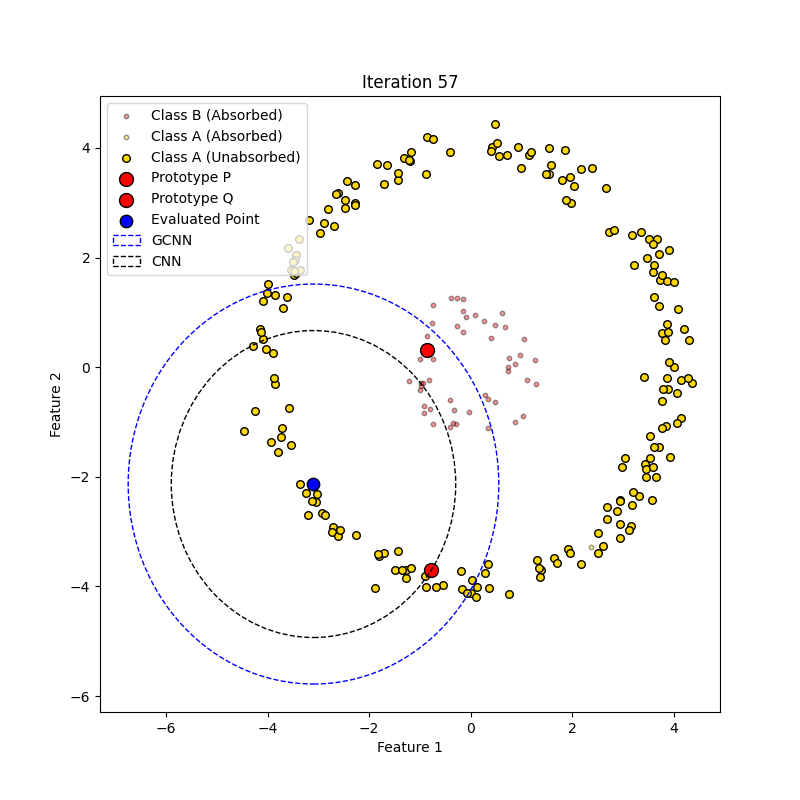 Iteration 57
Class B (Absorbed)
Class A (Absorbed)
Class A (Unabsorbed)
Prototype P
Prototype Q
Evaluated Point
GCNN
CNN
4
2
0
−2
−4
−6
Feature 2
−6 −4 −2 0 2 4
Feature 1